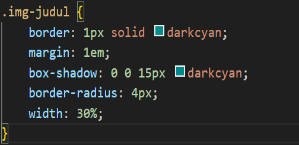 .img-judul {
border: 1px solid darkcyan;
margin: 1em;
box-shadow: 0 0 15px darkcyan;
border-radius: 4px;
width: 30%;
}